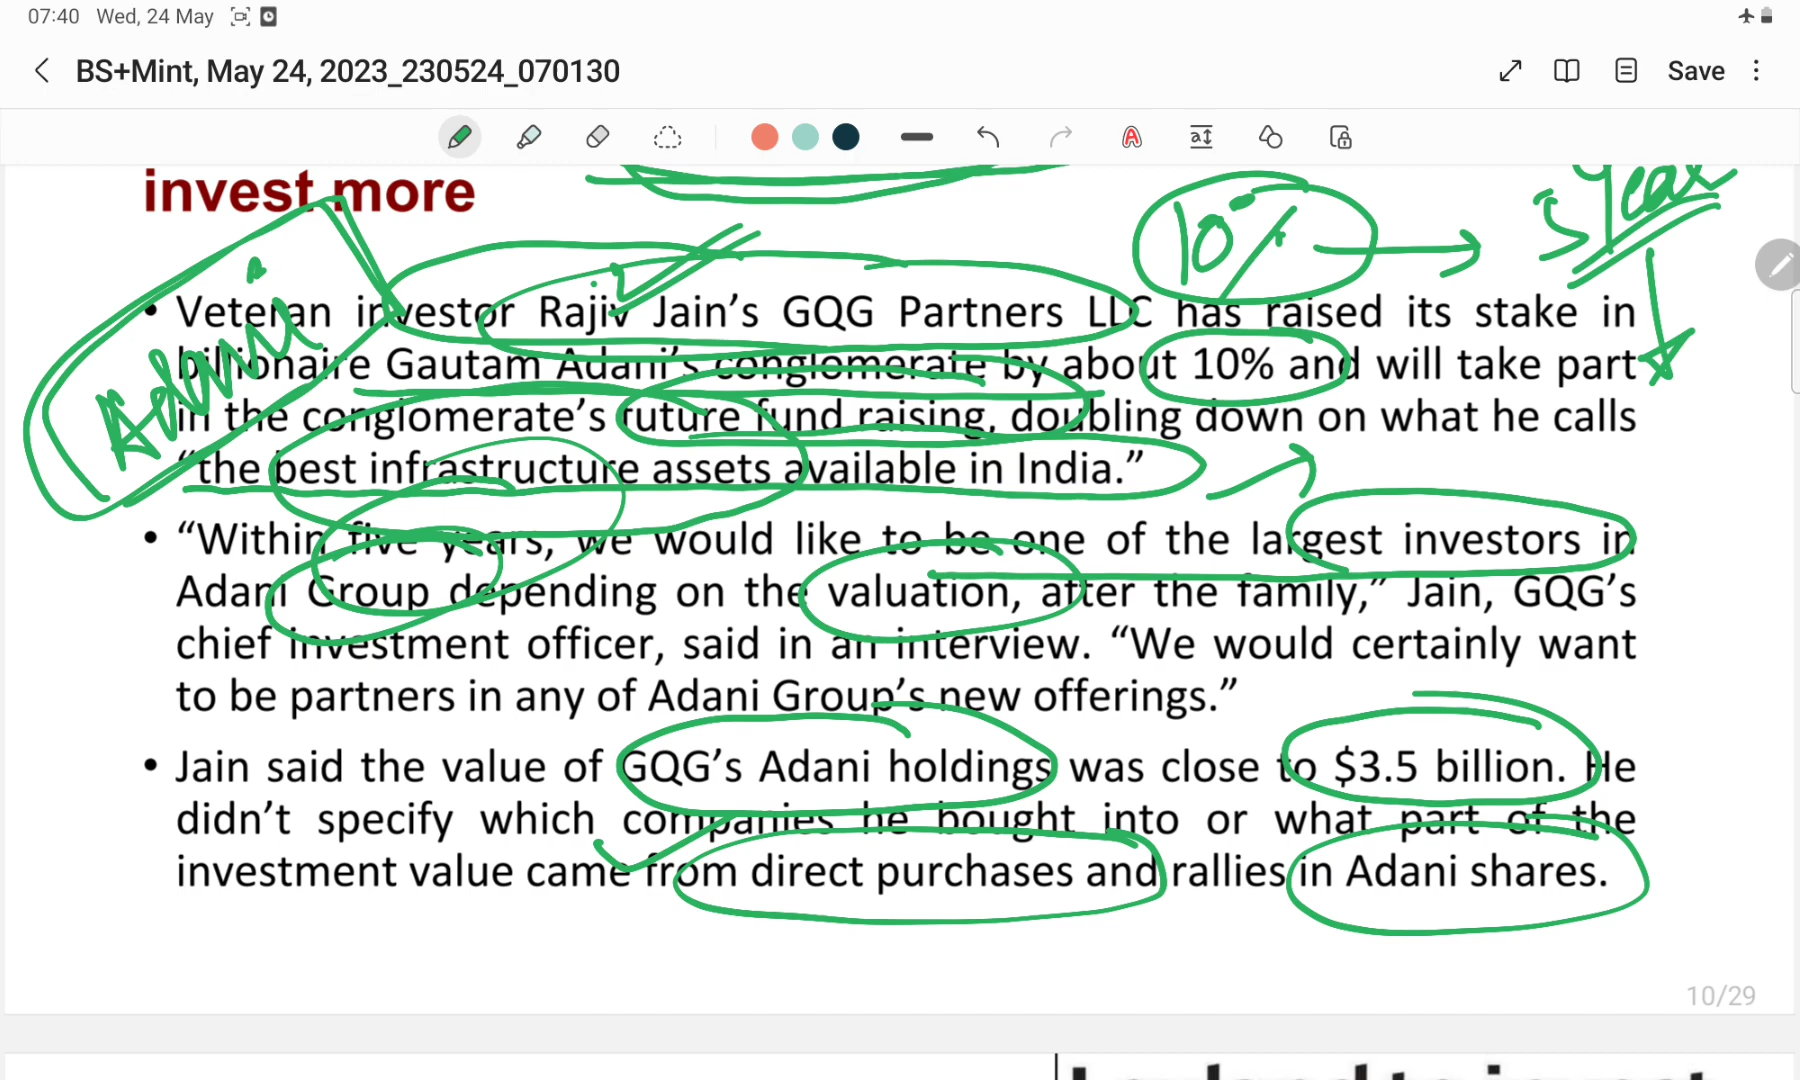 07:40 Wed, 24 May
BS+Mint, May 24, 2023_230524_070130
Save
invest more
10%
5 Year
Adani
• Veteran investor Rajiv Jain’s GQG Partners LLC has raised its stake in
billionaire Gautam Adani’s conglomerate by about 10% and will take part
in the conglomerate’s future fund raising, doubling down on what he calls
“the best infrastructure assets available in India.”
• “Within five years, we would like to be one of the largest investors in
Adani Group depending on the valuation, after the family,” Jain, GQG’s
chief investment officer, said in an interview. “We would certainly want
to be partners in any of Adani Group’s new offerings.”
• Jain said the value of GQG’s Adani holdings was close to $3.5 billion. He
didn’t specify which companies he bought into or what part of the
investment value came from direct purchases and rallies in Adani shares.
10/29